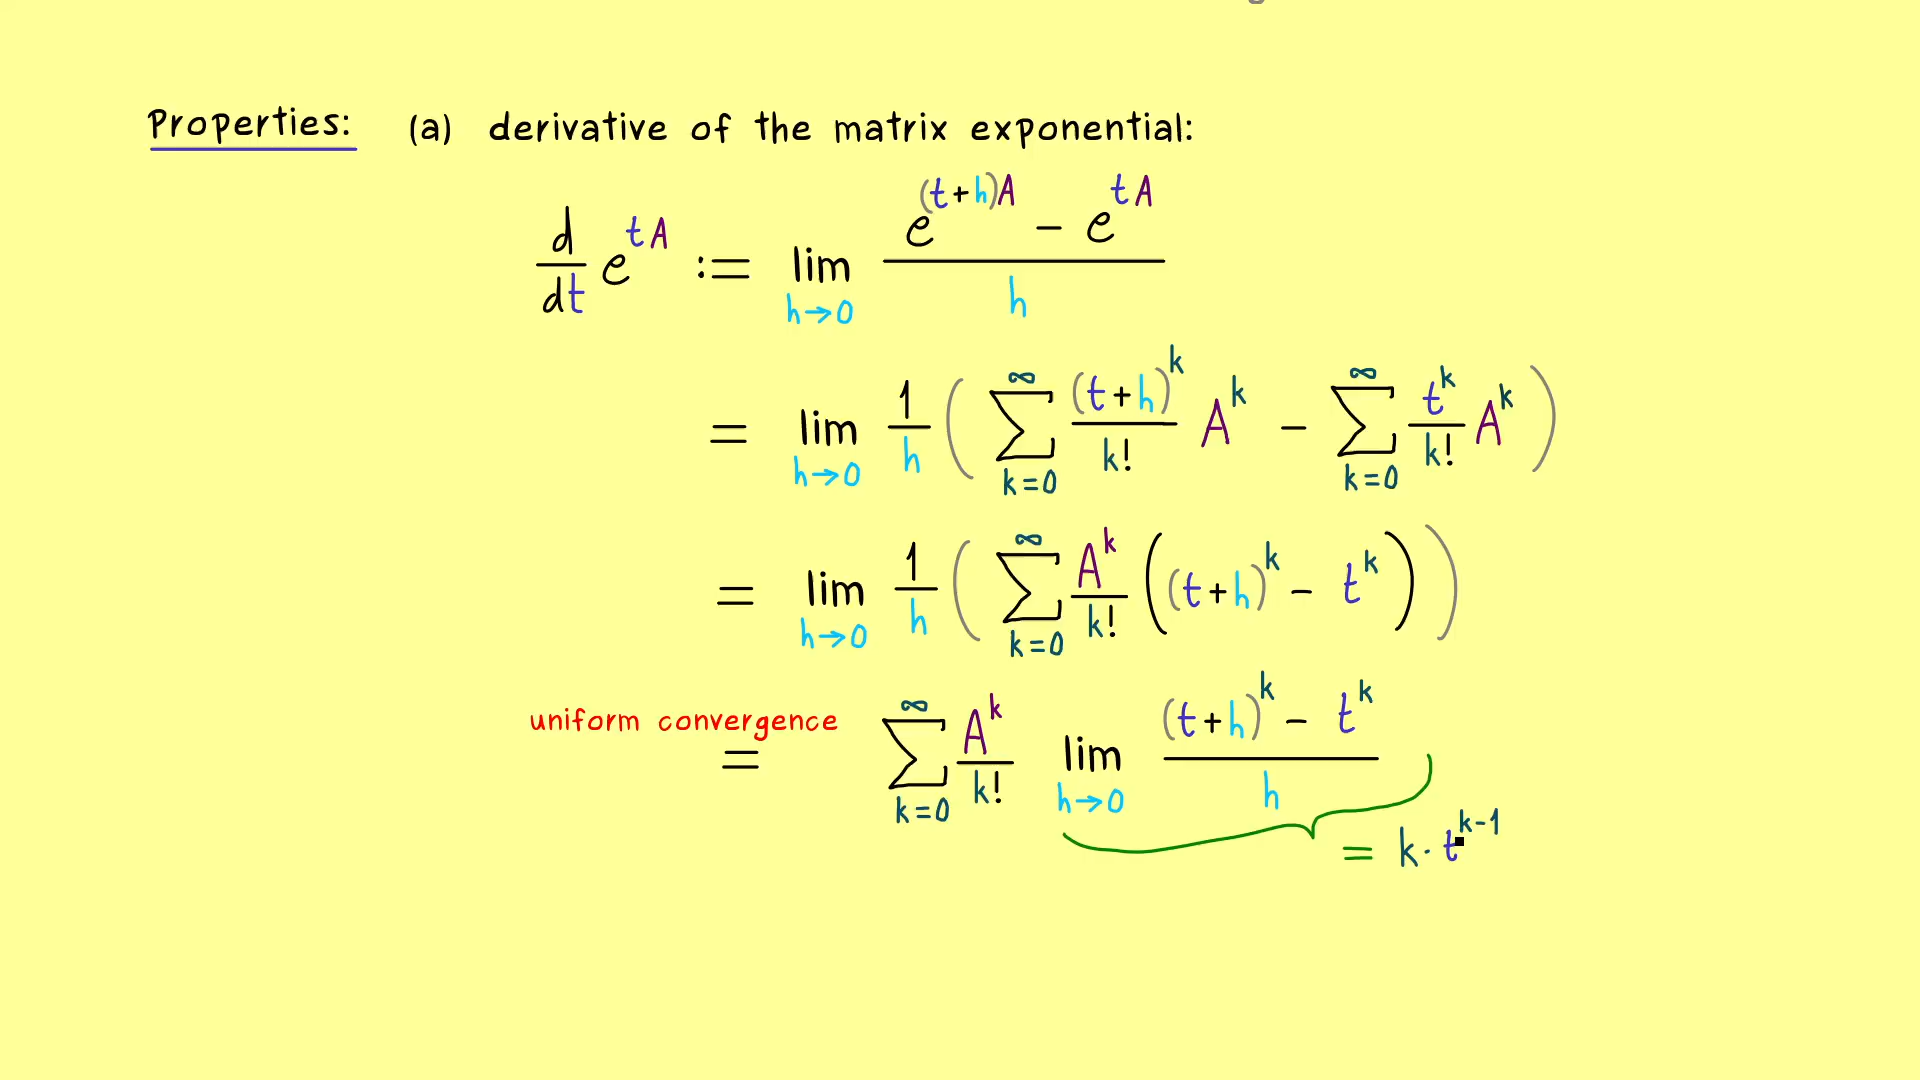 Properties: (a) derivative of the matrix exponential:
d/dt e^{tA} := lim_{h→0} (e^{(t+h)A} − e^{tA}) / h
= lim_{h→0} 1/h ( ∑_{k=0}^{∞} (t+h)^k / k! A^k − ∑_{k=0}^{∞} t^k / k! A^k )
= lim_{h→0} 1/h ( ∑_{k=0}^{∞} A^k / k! ( (t+h)^k − t^k ) )
uniform convergence
= ∑_{k=0}^{∞} A^k / k! lim_{h→0} ((t+h)^k − t^k) / h
= k · t^{k-1}